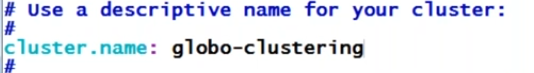 # Use a descriptive name for your cluster:
#
cluster.name: globo-clustering
#